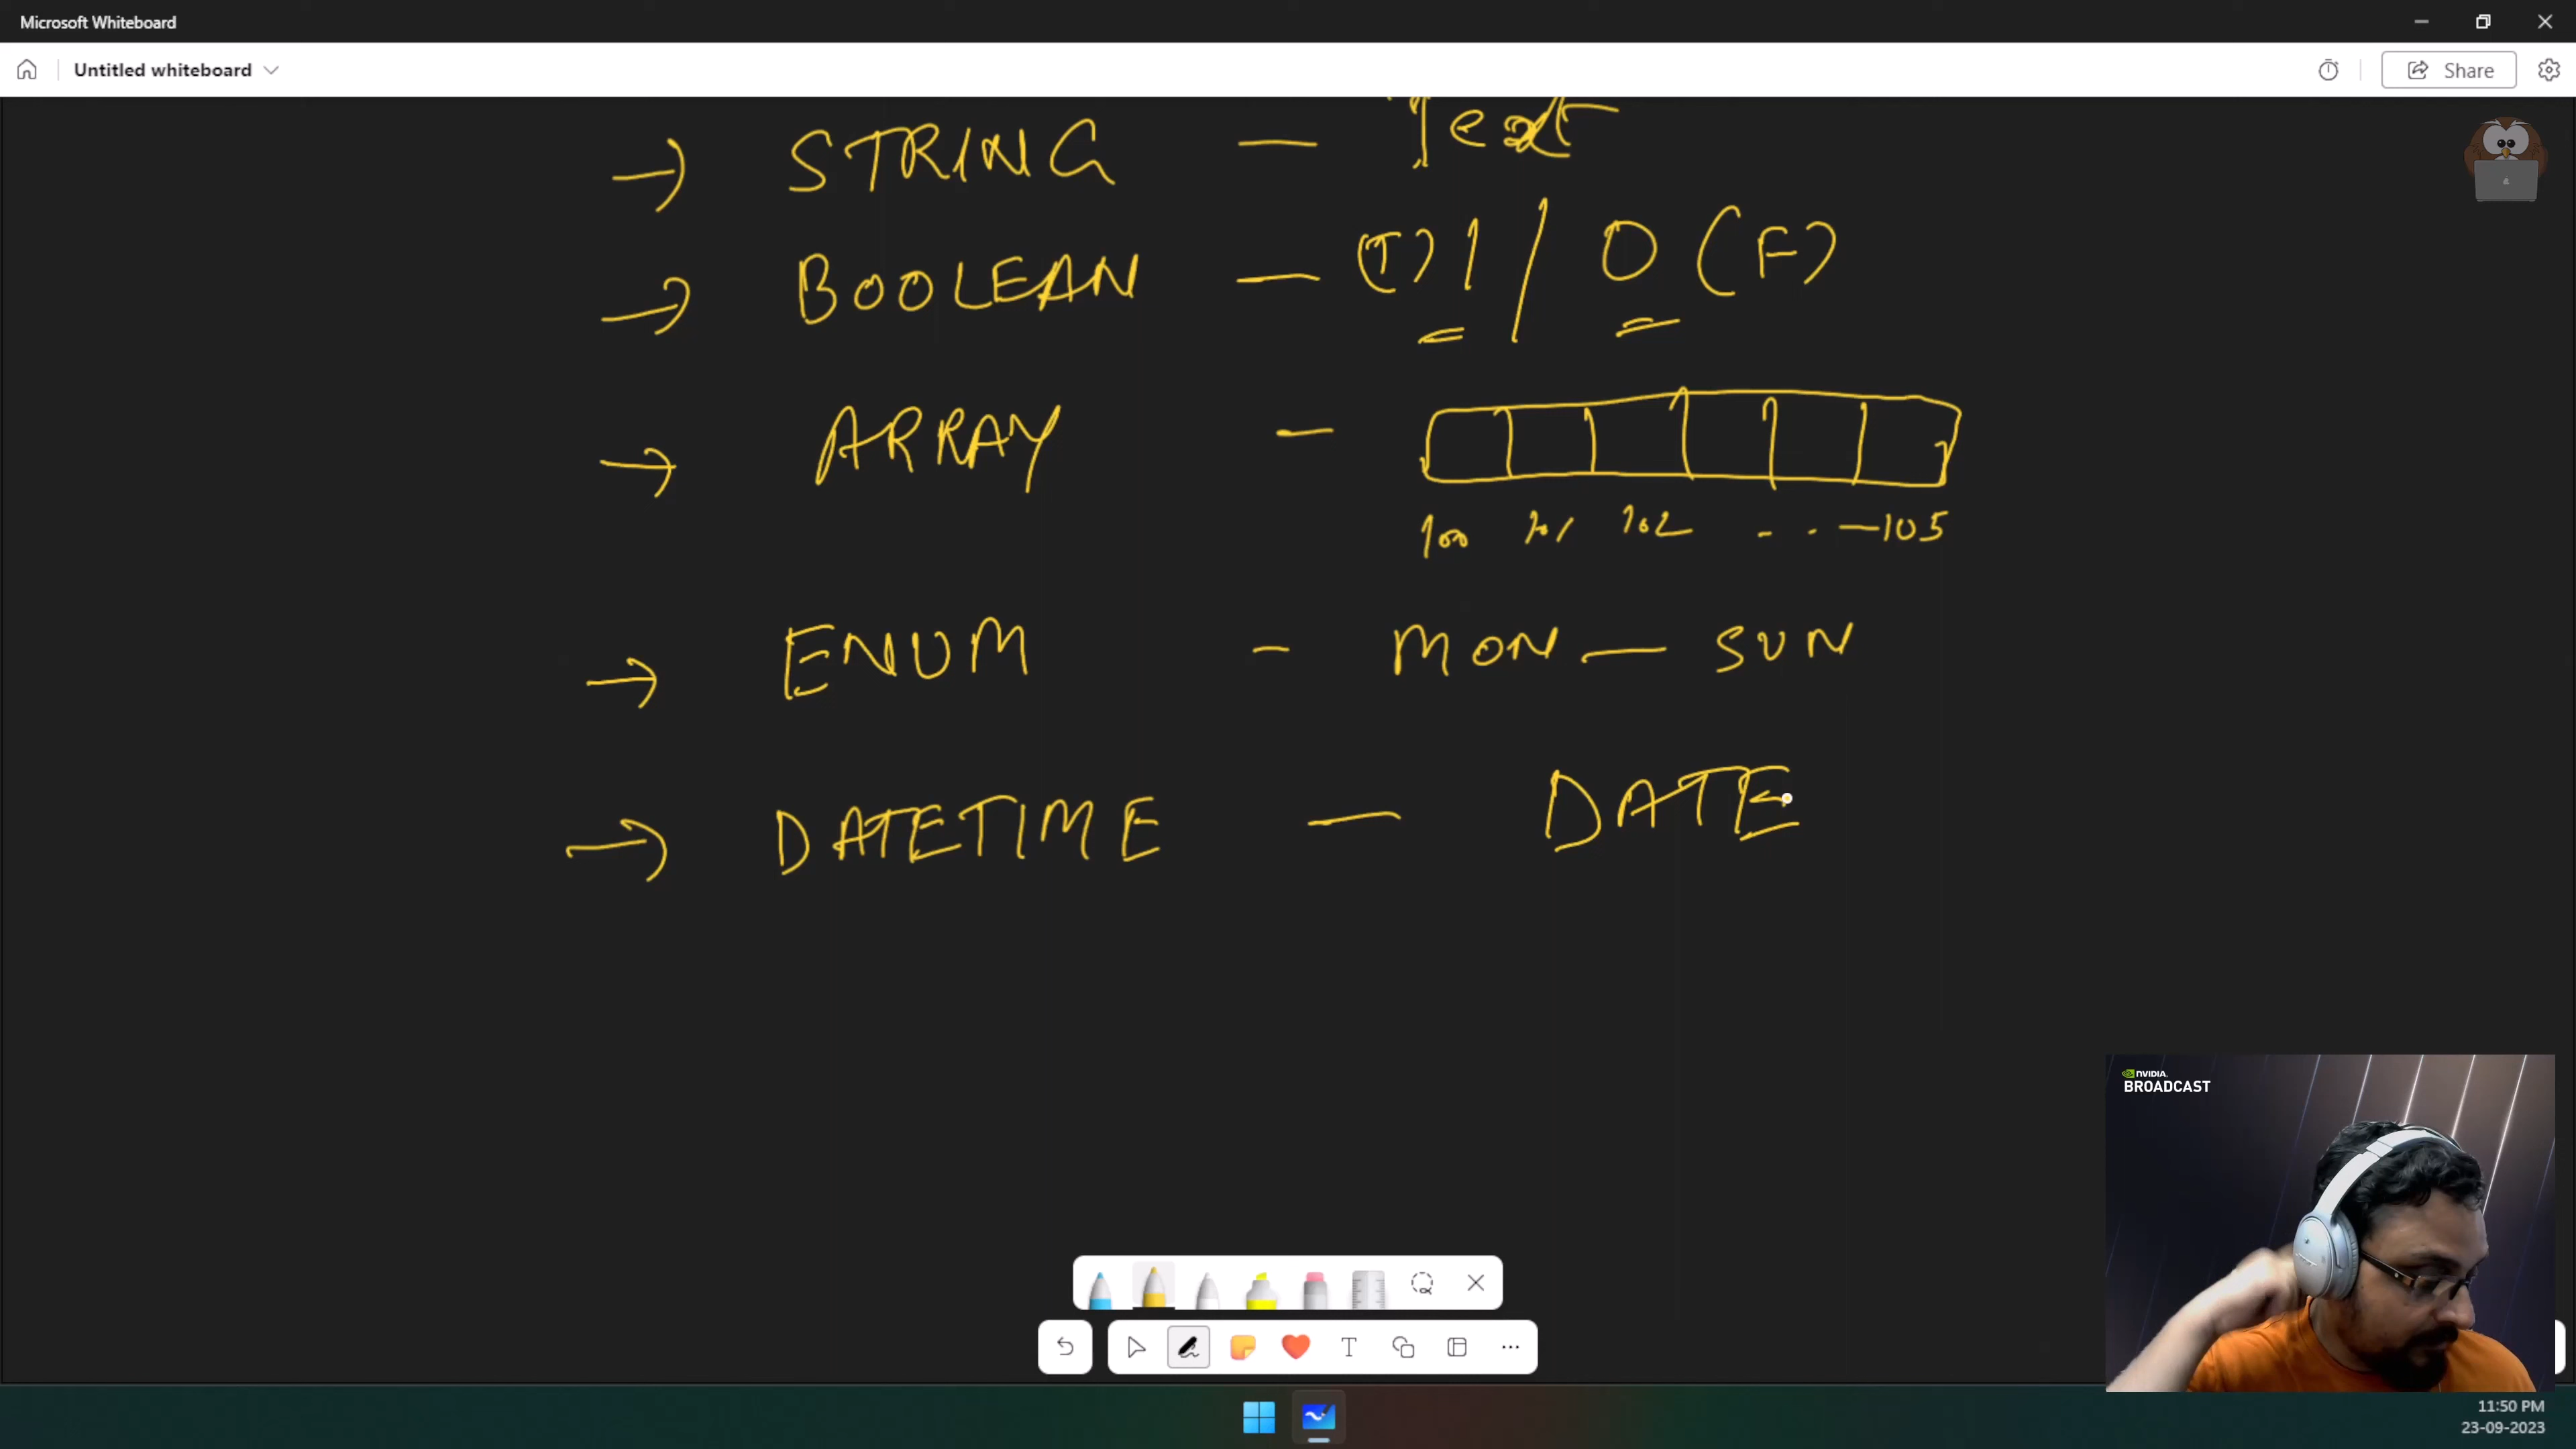 Microsoft Whiteboard
Untitled whiteboard
Share
→ STRING — Text
→ BOOLEAN — (T) 1 / 0 (F)
→ ARRAY -
100 101 102 - . — 105
→ ENUM - MON — SUN
→ DATETIME — DATE
NVIDIA.
BROADCAST
T
11:50 PM
23-09-2023